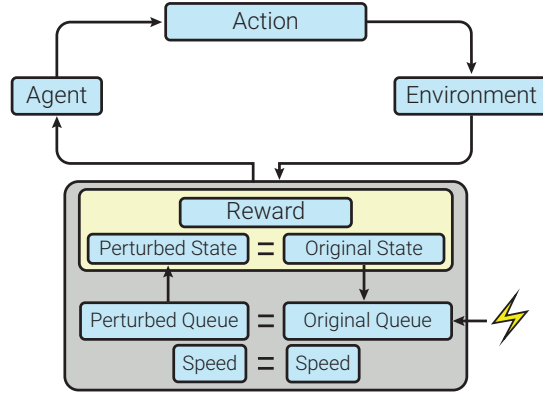 Action
Agent
Environment
Reward
Perturbed State = Original State
Perturbed Queue = Original Queue
Speed = Speed